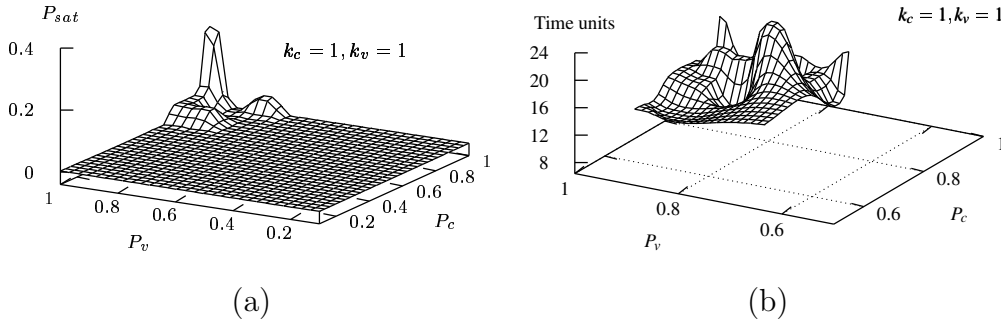 P_sat
0.4
0.2
0
k_c = 1, k_v = 1
1
0.8
0.6
0.4
0.2
P_v
0.2
0.4
0.6
0.8
1
P_c
(a)
k_c = 1, k_v = 1
Time units
24
20
16
12
8
1
0.8
0.6
P_v
0.6
0.8
1
P_c
(b)